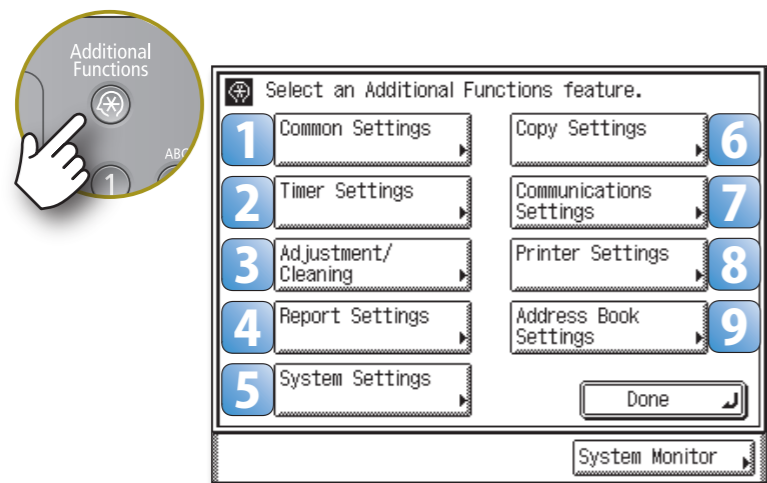 Additional
Functions
ABC
1
Select an Additional Functions feature.
1
Common Settings
2
Timer Settings
3
Adjustment/
Cleaning
4
Report Settings
5
System Settings
Copy Settings
6
Communications
Settings
7
Printer Settings
8
Address Book
Settings
9
Done
System Monitor